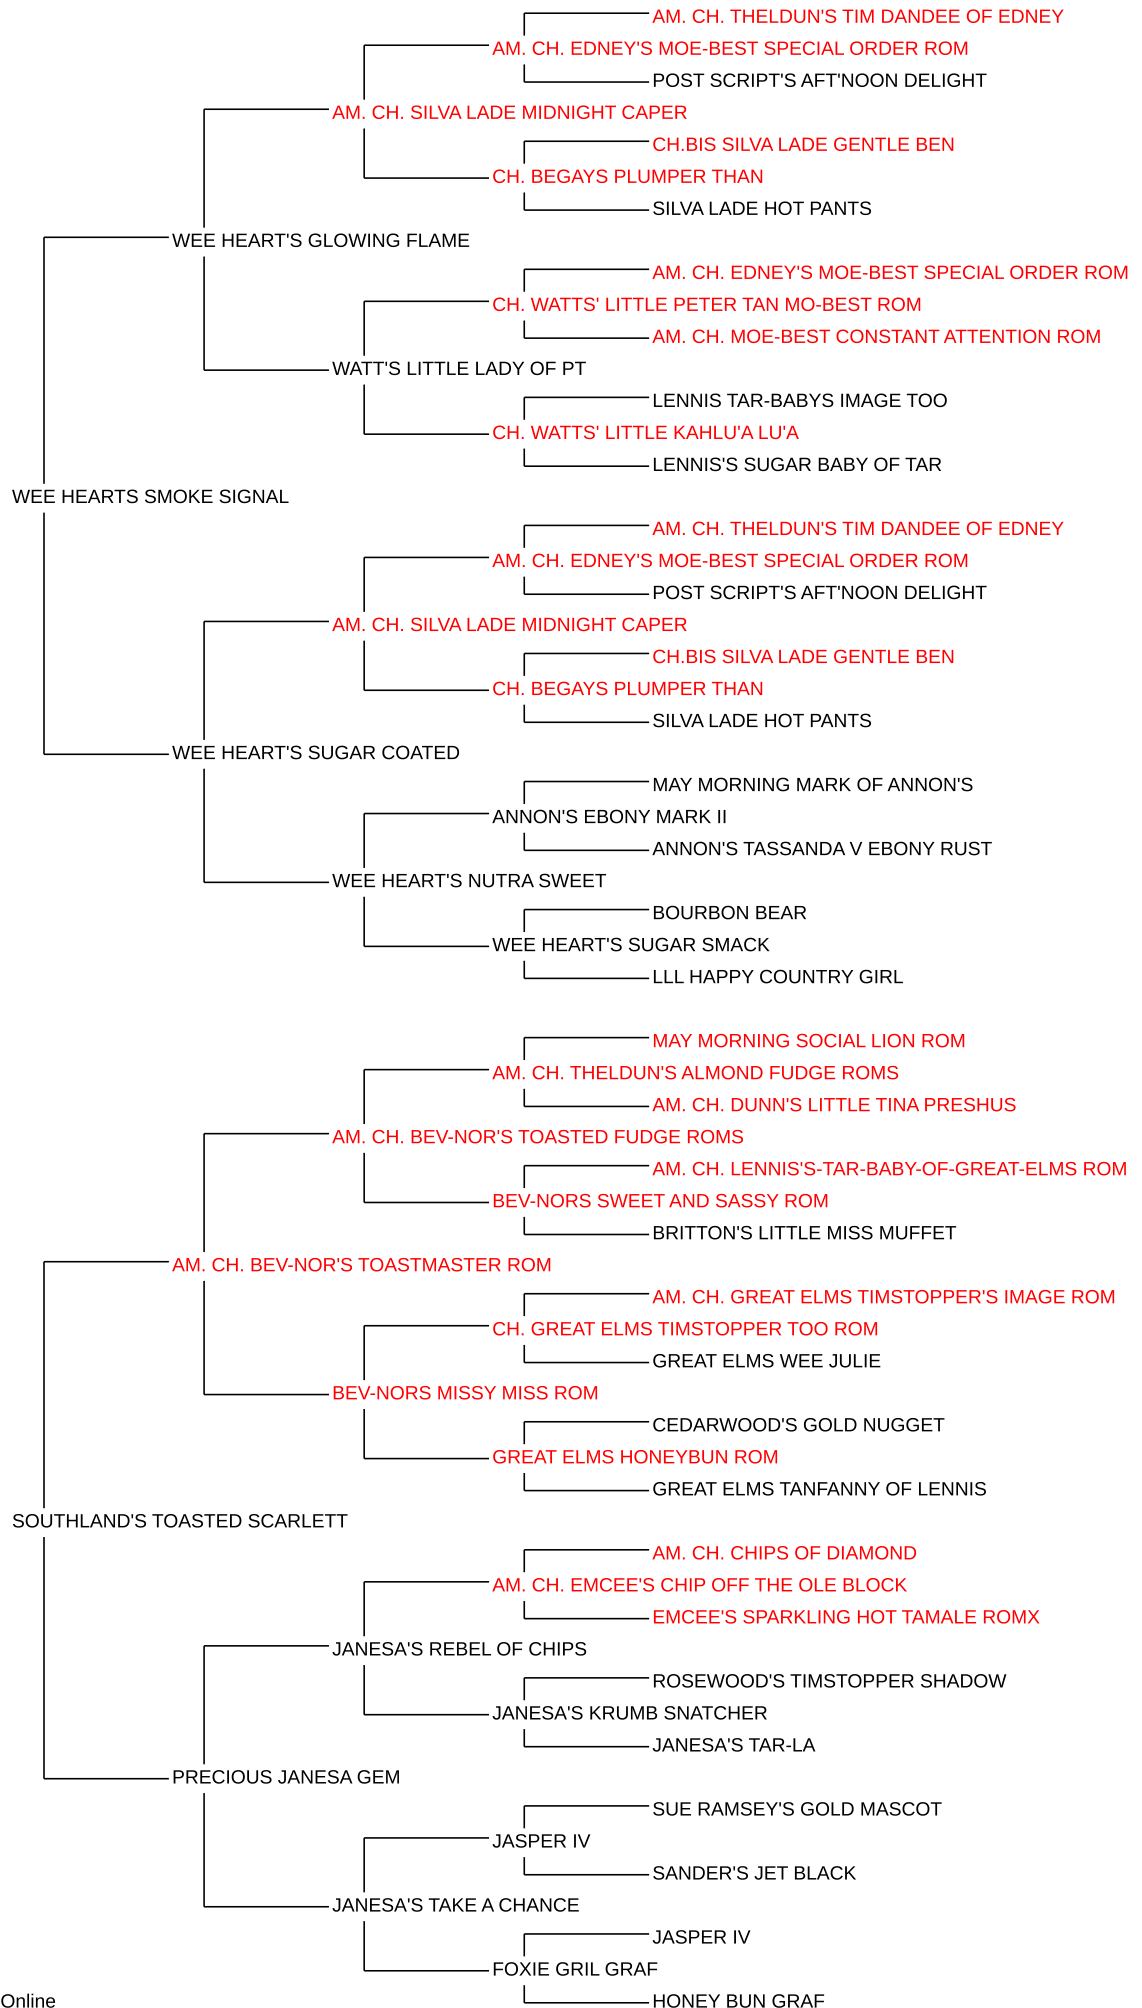 AM. CH. THELDUN'S TIM DANDEE OF EDNEY
AM. CH. EDNEY'S MOE-BEST SPECIAL ORDER ROM
POST SCRIPT'S AFT'NOON DELIGHT
AM. CH. SILVA LADE MIDNIGHT CAPER
CH.BIS SILVA LADE GENTLE BEN
CH. BEGAYS PLUMPER THAN
SILVA LADE HOT PANTS
WEE HEART'S GLOWING FLAME
AM. CH. EDNEY'S MOE-BEST SPECIAL ORDER ROM
CH. WATTS' LITTLE PETER TAN MO-BEST ROM
AM. CH. MOE-BEST CONSTANT ATTENTION ROM
WATT'S LITTLE LADY OF PT
LENNIS TAR-BABYS IMAGE TOO
CH. WATTS' LITTLE KAHLU'A LU'A
LENNIS'S SUGAR BABY OF TAR
WEE HEARTS SMOKE SIGNAL
AM. CH. THELDUN'S TIM DANDEE OF EDNEY
AM. CH. EDNEY'S MOE-BEST SPECIAL ORDER ROM
POST SCRIPT'S AFT'NOON DELIGHT
AM. CH. SILVA LADE MIDNIGHT CAPER
CH.BIS SILVA LADE GENTLE BEN
CH. BEGAYS PLUMPER THAN
SILVA LADE HOT PANTS
WEE HEART'S SUGAR COATED
MAY MORNING MARK OF ANNON'S
ANNON'S EBONY MARK II
ANNON'S TASSANDA V EBONY RUST
WEE HEART'S NUTRA SWEET
BOURBON BEAR
WEE HEART'S SUGAR SMACK
LLL HAPPY COUNTRY GIRL
MAY MORNING SOCIAL LION ROM
AM. CH. THELDUN'S ALMOND FUDGE ROMS
AM. CH. DUNN'S LITTLE TINA PRESHUS
AM. CH. BEV-NOR'S TOASTED FUDGE ROMS
AM. CH. LENNIS'S-TAR-BABY-OF-GREAT-ELMS ROM
BEV-NORS SWEET AND SASSY ROM
BRITTON'S LITTLE MISS MUFFET
AM. CH. BEV-NOR'S TOASTMASTER ROM
AM. CH. GREAT ELMS TIMSTOPPER'S IMAGE ROM
CH. GREAT ELMS TIMSTOPPER TOO ROM
GREAT ELMS WEE JULIE
BEV-NORS MISSY MISS ROM
CEDARWOOD'S GOLD NUGGET
GREAT ELMS HONEYBUN ROM
GREAT ELMS TANFANNY OF LENNIS
SOUTHLAND'S TOASTED SCARLETT
AM. CH. CHIPS OF DIAMOND
AM. CH. EMCEE'S CHIP OFF THE OLE BLOCK
EMCEE'S SPARKLING HOT TAMALE ROMX
JANESA'S REBEL OF CHIPS
ROSEWOOD'S TIMSTOPPER SHADOW
JANESA'S KRUMB SNATCHER
JANESA'S TAR-LA
PRECIOUS JANESA GEM
SUE RAMSEY'S GOLD MASCOT
JASPER IV
SANDER'S JET BLACK
JANESA'S TAKE A CHANCE
JASPER IV
FOXIE GRIL GRAF
HONEY BUN GRAF
Online